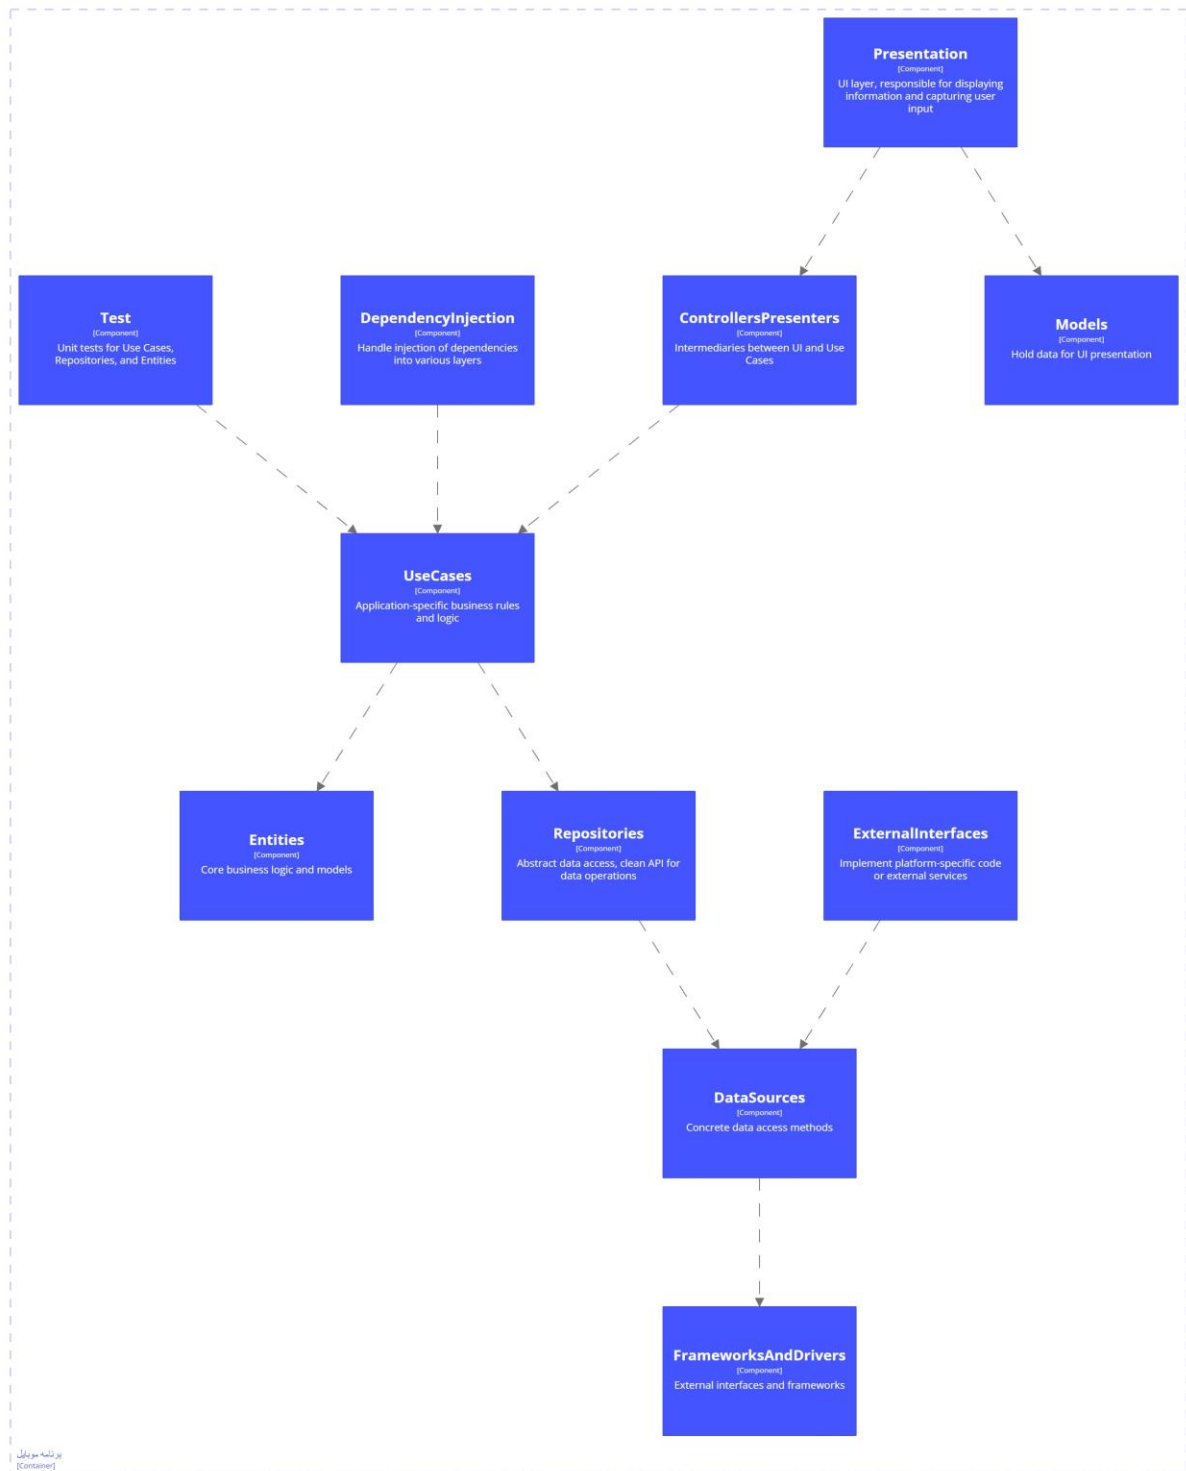 Presentation
[Component]
UI layer, responsible for displaying
information and capturing user
input
Test
[Component]
Unit tests for Use Cases,
Repositories, and Entities
DependencyInjection
[Component]
Handle injection of dependencies
into various layers
ControllersPresenters
[Component]
Intermediaries between UI and Use
Cases
Models
[Component]
Hold data for UI presentation
UseCases
[Component]
Application-specific business rules
and logic
Entities
[Component]
Core business logic and models
Repositories
[Component]
Abstract data access, clean API for
data operations
ExternalInterfaces
[Component]
Implement platform-specific code
or external services
DataSources
[Component]
Concrete data access methods
FrameworksAndDrivers
[Component]
External interfaces and frameworks
برنامه موبایل
[Container]